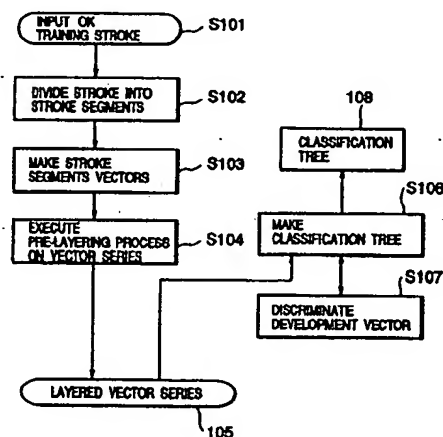 INPUT OK
TRAINING STROKE
S101
DIVIDE STROKE INTO
STROKE SEGMENTS
S102
MAKE STROKE
SEGMENTS VECTORS
S103
EXECUTE
PRE-LAYERING PROCESS
ON VECTOR SERIES
S104
LAYERED VECTOR SERIES
105
108
CLASSIFICATION
TREE
S106
MAKE
CLASSIFICATION TREE
S107
DISCRIMINATE
DEVELOPMENT VECTOR